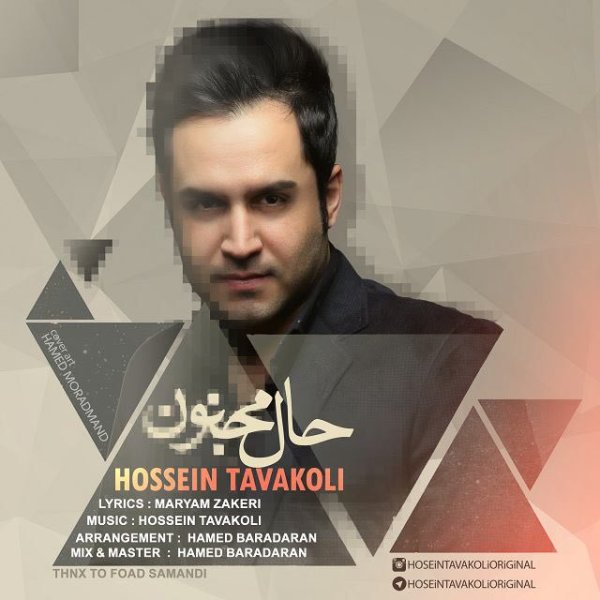 cover art
HAMED MORADMAND
حال مجنون
HOSSEIN TAVAKOLI
LYRICS : MARYAM ZAKERI
MUSIC : HOSSEIN TAVAKOLI
ARRANGEMENT : HAMED BARADARAN
MIX & MASTER : HAMED BARADARAN
THNX TO FOAD SAMANDI
HOSEiNTAVAKOLiORiGiNAL
HOSEiNTAVAKOLiORiGiNAL